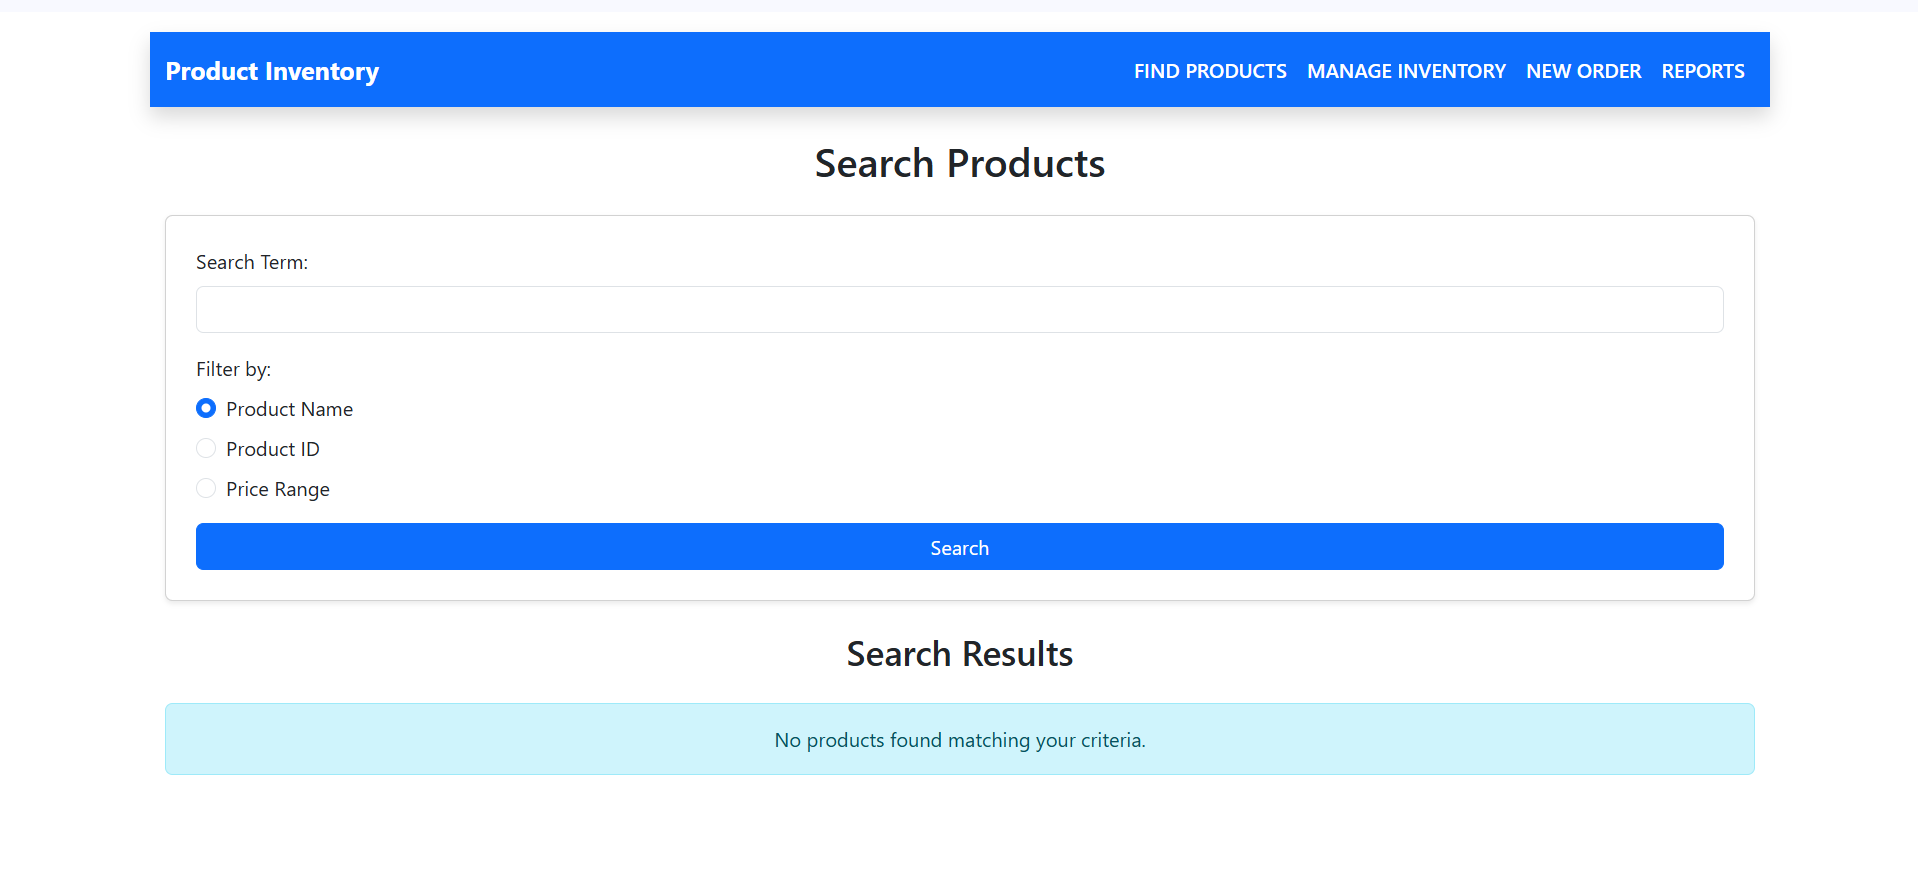 Product Inventory
FIND PRODUCTS MANAGE INVENTORY NEW ORDER REPORTS
Search Products
Search Term:
Filter by:
Product Name
Product ID
Price Range
Search
Search Results
No products found matching your criteria.